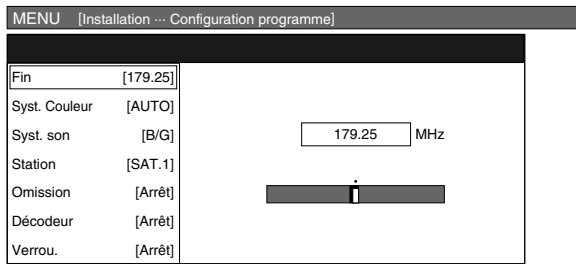 MENU [Installation ··· Configuration programme]
Fin [179.25]
Syst. Couleur [AUTO]
Syst. son [B/G]
179.25 MHz
Station [SAT.1]
Omission [Arrêt]
Décodeur [Arrêt]
Verrou. [Arrêt]